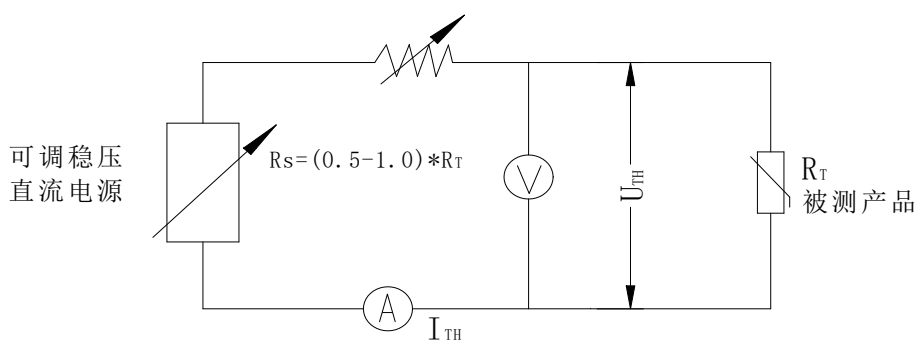 可调稳压
直流电源
Rs=(0.5-1.0)*RT
V
UTH
RT
被测产品
A
ITH